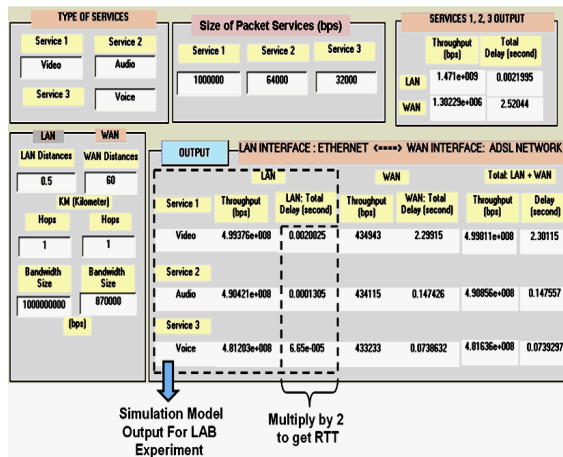 TYPE OF SERVICES
Service 1 Service 2
Video Audio
Service 3 Voice
Size of Packet Services (bps)
Service 1 Service 2 Service 3
1000000 64000 32000
SERVICES 1, 2, 3 OUTPUT
Throughput (bps) Total Delay (second)
LAN 1.471e+009 0.0021995
WAN 1.30229e+006 2.52044
LAN WAN
LAN Distances WAN Distances
0.5 60
KM (Kilometer)
Hops Hops
1 1
Bandwidth Size Bandwidth Size
1000000000 870000
(bps)
OUTPUT LAN INTERFACE : ETHERNET <----> WAN INTERFACE: ADSL NETWORK
LAN WAN Total: LAN + WAN
Service 1 Throughput (bps) LAN: Total Delay (second) Throughput (bps) WAN: Total Delay (second) Throughput (bps) Delay (second)
Video 4.99376e+008 0.0020025 434943 2.29915 4.99811e+008 2.30115
Service 2
Audio 4.90421e+008 0.0001305 434115 0.147426 4.90856e+008 0.147557
Service 3
Voice 4.81203e+008 6.65e-005 433233 0.0738632 4.81636e+008 0.0739297
Simulation Model
Output For LAB
Experiment
Multiply by 2
to get RTT